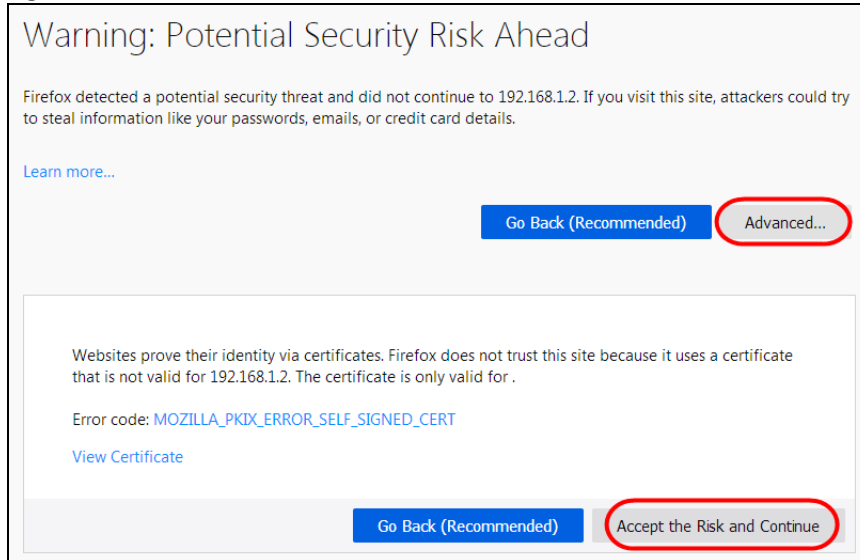 Warning: Potential Security Risk Ahead
Firefox detected a potential security threat and did not continue to 192.168.1.2. If you visit this site, attackers could try
to steal information like your passwords, emails, or credit card details.
Learn more...
Go Back (Recommended) Advanced...
Websites prove their identity via certificates. Firefox does not trust this site because it uses a certificate
that is not valid for 192.168.1.2. The certificate is only valid for .
Error code: MOZILLA_PKIX_ERROR_SELF_SIGNED_CERT
View Certificate
Go Back (Recommended) Accept the Risk and Continue